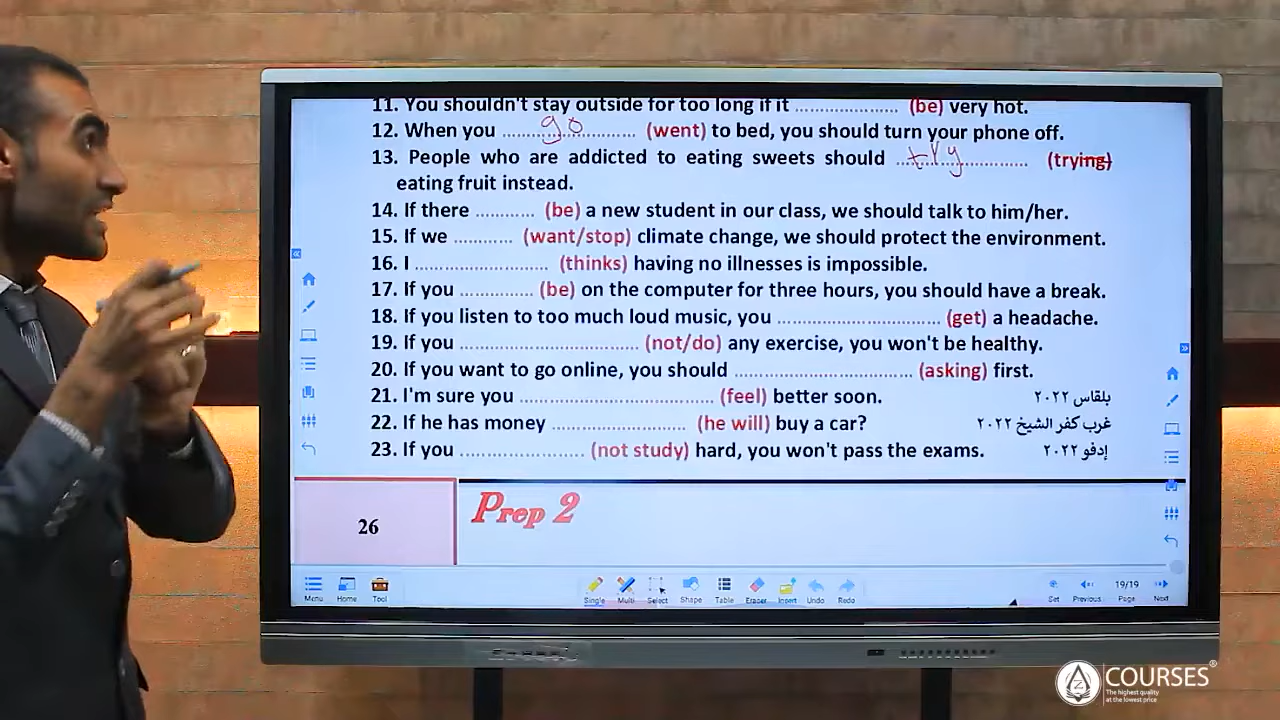 11. You shouldn't stay outside for too long if it .................... (be) very hot.
12. When you ........go.......... (went) to bed, you should turn your phone off.
13. People who are addicted to eating sweets should ...try............. (trying)
eating fruit instead.
14. If there ............ (be) a new student in our class, we should talk to him/her.
15. If we ............ (want/stop) climate change, we should protect the environment.
16. I ........................... (thinks) having no illnesses is impossible.
17. If you ............... (be) on the computer for three hours, you should have a break.
18. If you listen to too much loud music, you ................................. (get) a headache.
19. If you .................................... (not/do) any exercise, you won't be healthy.
20. If you want to go online, you should .................................... (asking) first.
21. I'm sure you ....................................... (feel) better soon. بلقاس ٢٠٢٢
22. If he has money ........................... (he will) buy a car? غرب كفر الشيخ ٢٠٢٢
23. If you ......................... (not study) hard, you won't pass the exams. إدفو ٢٠٢٢
26
Prep 2
Menu Home Tool Single Multi Select Shape Table Eraser Insert Undo Redo Set Previous 19/19 Page Next
COURSES®
The highest quality
at the lowest price